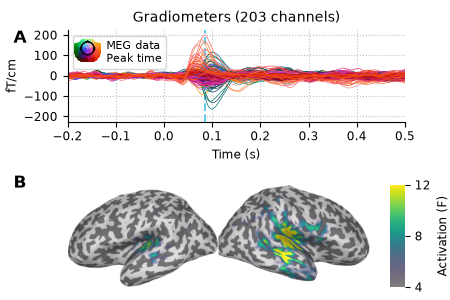 Gradiometers (203 channels)
A
MEG data
Peak time
fT/cm
200
100
0
−100
−200
−0.2 −0.1 0.0 0.1 0.2 0.3 0.4 0.5
Time (s)
B
12
8
4
Activation (F)